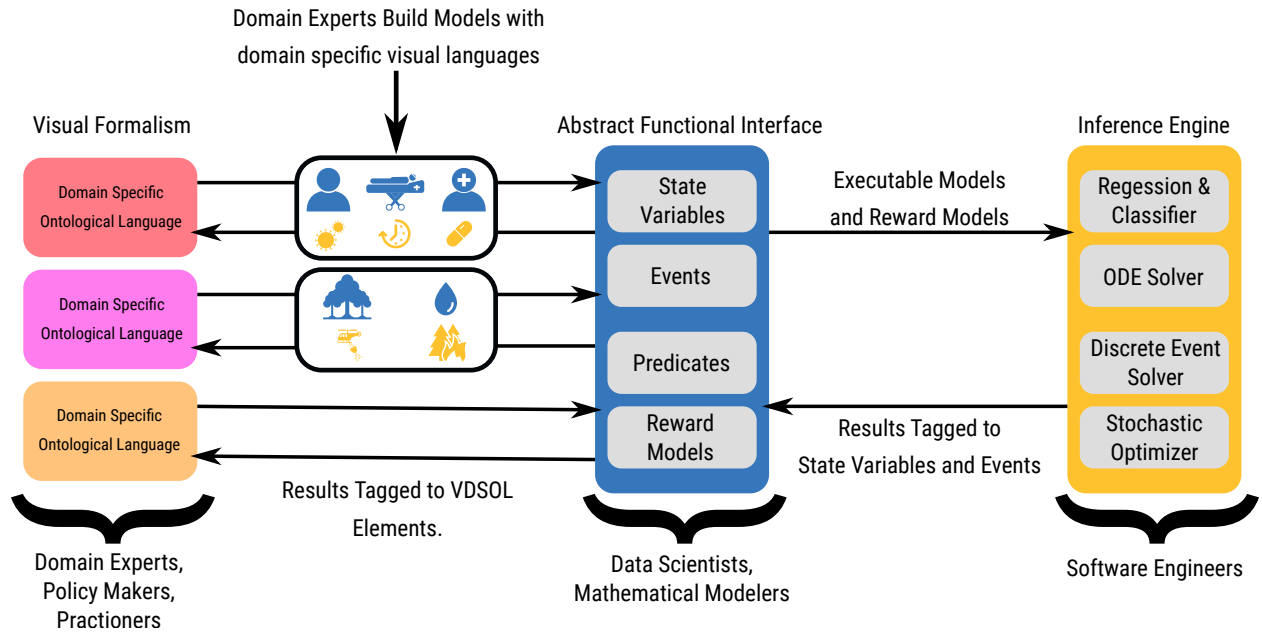 Domain Experts Build Models with
domain specific visual languages
Visual Formalism
Abstract Functional Interface
Inference Engine
Domain Specific
Ontological Language
Domain Specific
Ontological Language
Domain Specific
Ontological Language
State
Variables
Events
Predicates
Reward
Models
Executable Models
and Reward Models
Results Tagged to
State Variables and Events
Regression &
Classifier
ODE Solver
Discrete Event
Solver
Stochastic
Optimizer
Results Tagged to VDSOL
Elements.
Domain Experts,
Policy Makers,
Practioners
Data Scientists,
Mathematical Modelers
Software Engineers